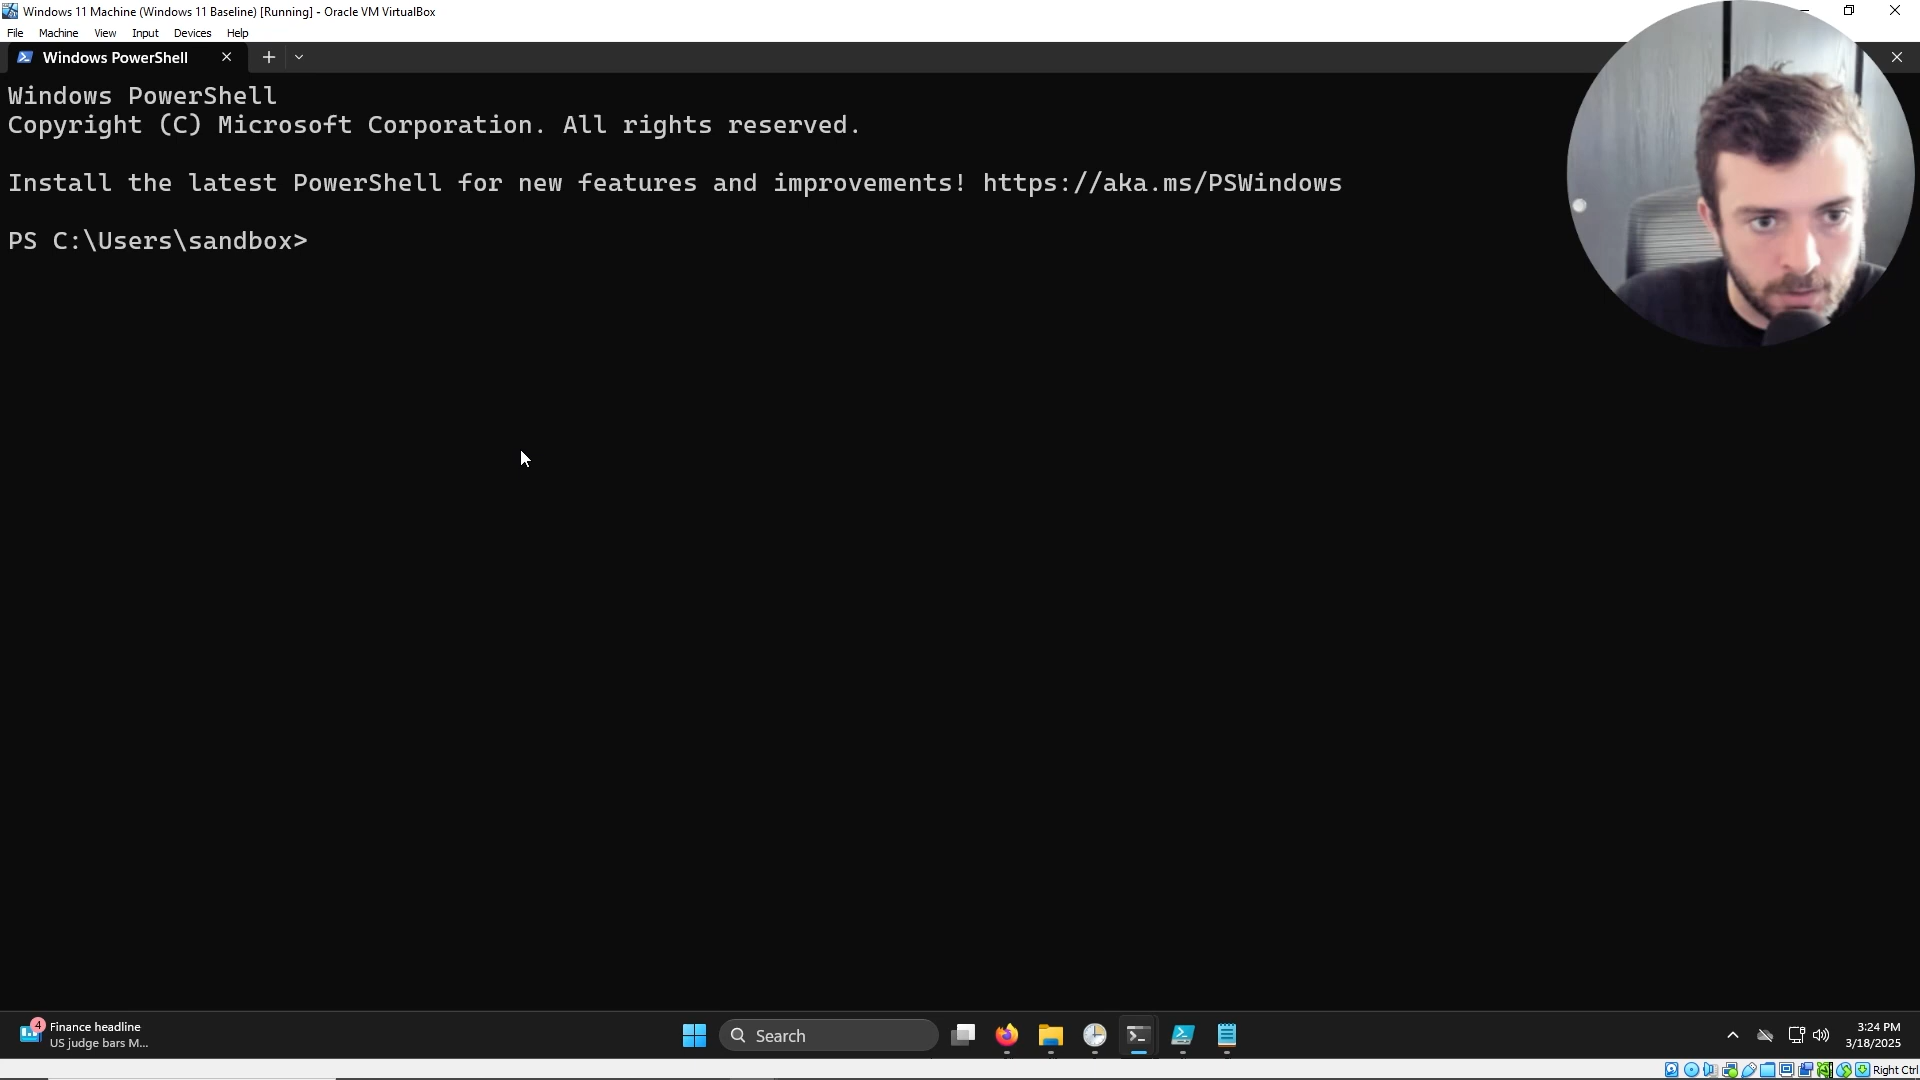 Windows 11 Machine (Windows 11 Baseline) [Running] - Oracle VM VirtualBox
File Machine View Input Devices Help
Windows PowerShell
Windows PowerShell
Copyright (C) Microsoft Corporation. All rights reserved.
Install the latest PowerShell for new features and improvements! https://aka.ms/PSWindows
PS C:\Users\sandbox>
4
Finance headline
US judge bars M...
Search
3:24 PM
3/18/2025
Right Ctrl